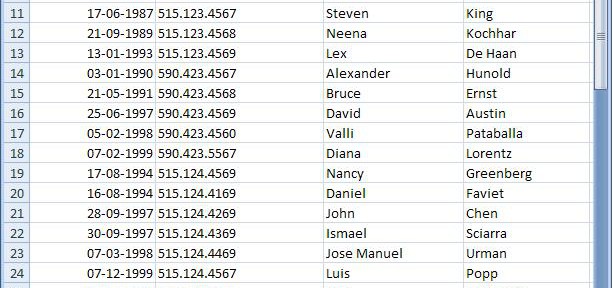 11 17-06-1987 515.123.4567 Steven King
12 21-09-1989 515.123.4568 Neena Kochhar
13 13-01-1993 515.123.4569 Lex De Haan
14 03-01-1990 590.423.4567 Alexander Hunold
15 21-05-1991 590.423.4568 Bruce Ernst
16 25-06-1997 590.423.4569 David Austin
17 05-02-1998 590.423.4560 Valli Pataballa
18 07-02-1999 590.423.5567 Diana Lorentz
19 17-08-1994 515.124.4569 Nancy Greenberg
20 16-08-1994 515.124.4169 Daniel Faviet
21 28-09-1997 515.124.4269 John Chen
22 30-09-1997 515.124.4369 Ismael Sciarra
23 07-03-1998 515.124.4469 Jose Manuel Urman
24 07-12-1999 515.124.4567 Luis Popp